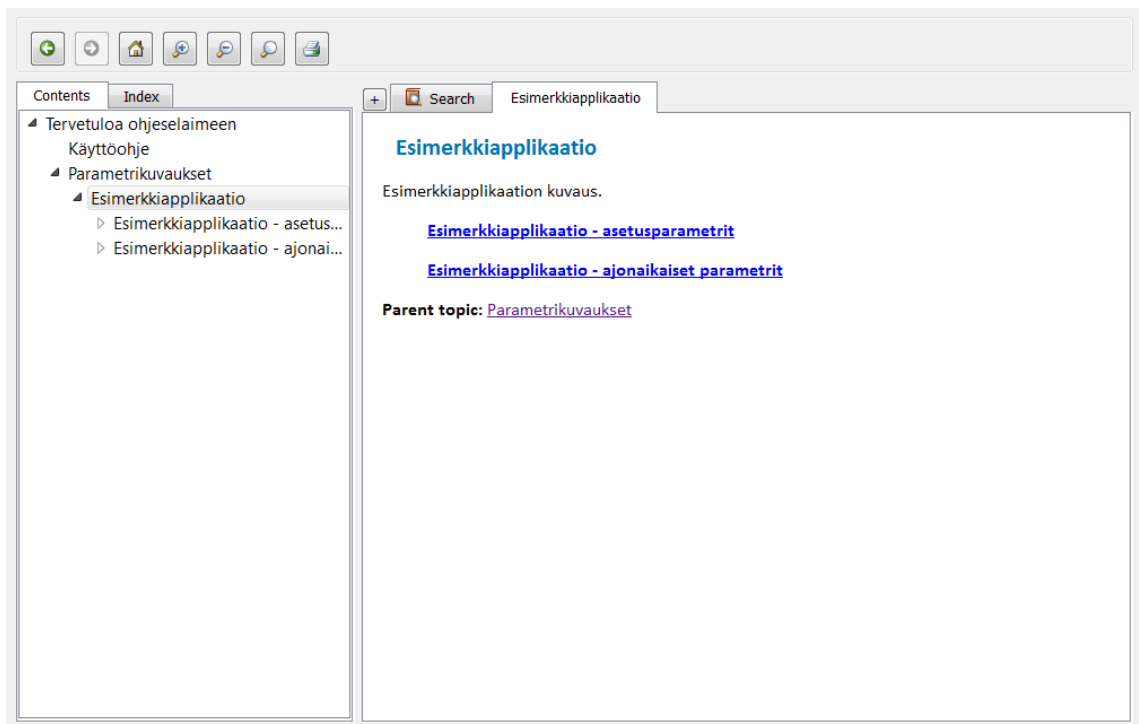 Contents
Index
Tervetuloa ohjeselaimeen
Käyttöohje
Parametrikuvaukset
Esimerkkiapplikaatio
Esimerkkiapplikaatio - asetus...
Esimerkkiapplikaatio - ajonai...
+
Search
Esimerkkiapplikaatio
Esimerkkiapplikaatio
Esimerkkiapplikaation kuvaus.
Esimerkkiapplikaatio - asetusparametrit
Esimerkkiapplikaatio - ajonaikaiset parametrit
Parent topic: Parametrikuvaukset